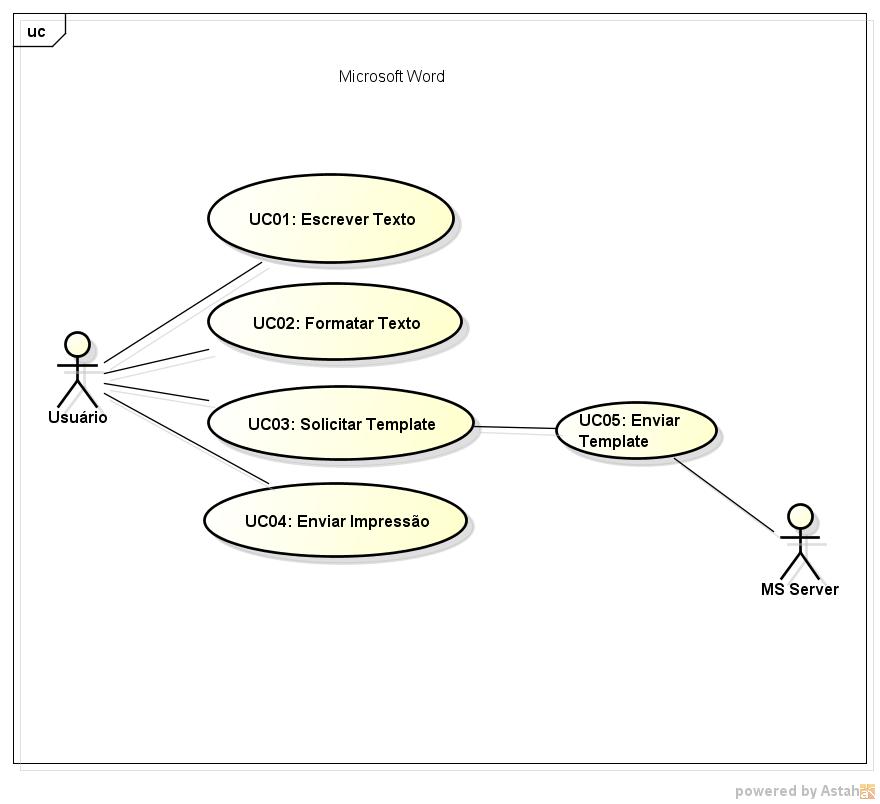 uc
Microsoft Word
UC01: Escrever Texto
UC02: Formatar Texto
Usuário
UC03: Solicitar Template
UC05: Enviar
Template
UC04: Enviar Impressão
MS Server
powered by Astah